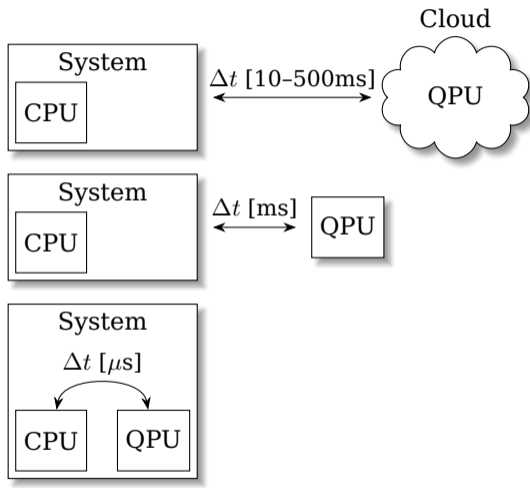 Cloud
System
Δt [10–500ms]
CPU
QPU
System
Δt [ms]
CPU
QPU
System
Δt [μs]
CPU
QPU